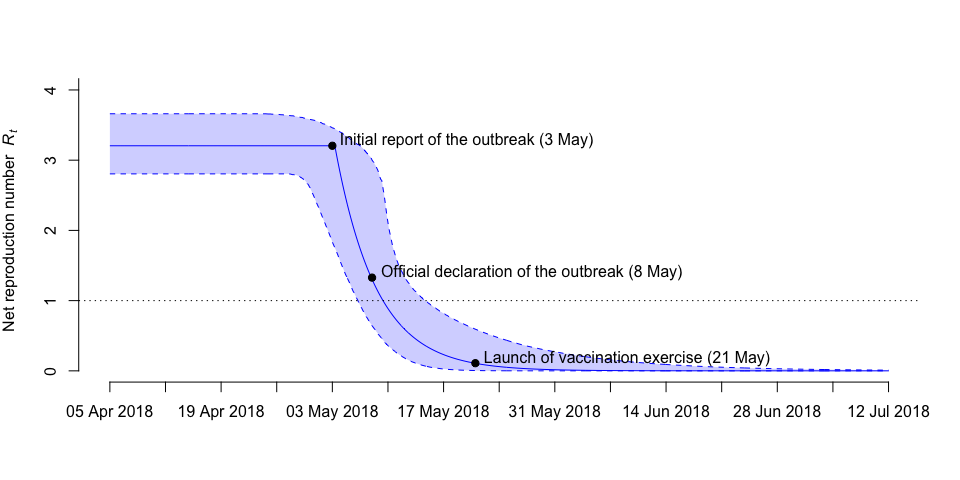 Net reproduction number Rt
4
3
2
1
0
Initial report of the outbreak (3 May)
Official declaration of the outbreak (8 May)
Launch of vaccination exercise (21 May)
05 Apr 2018 19 Apr 2018 03 May 2018 17 May 2018 31 May 2018 14 Jun 2018 28 Jun 2018 12 Jul 2018